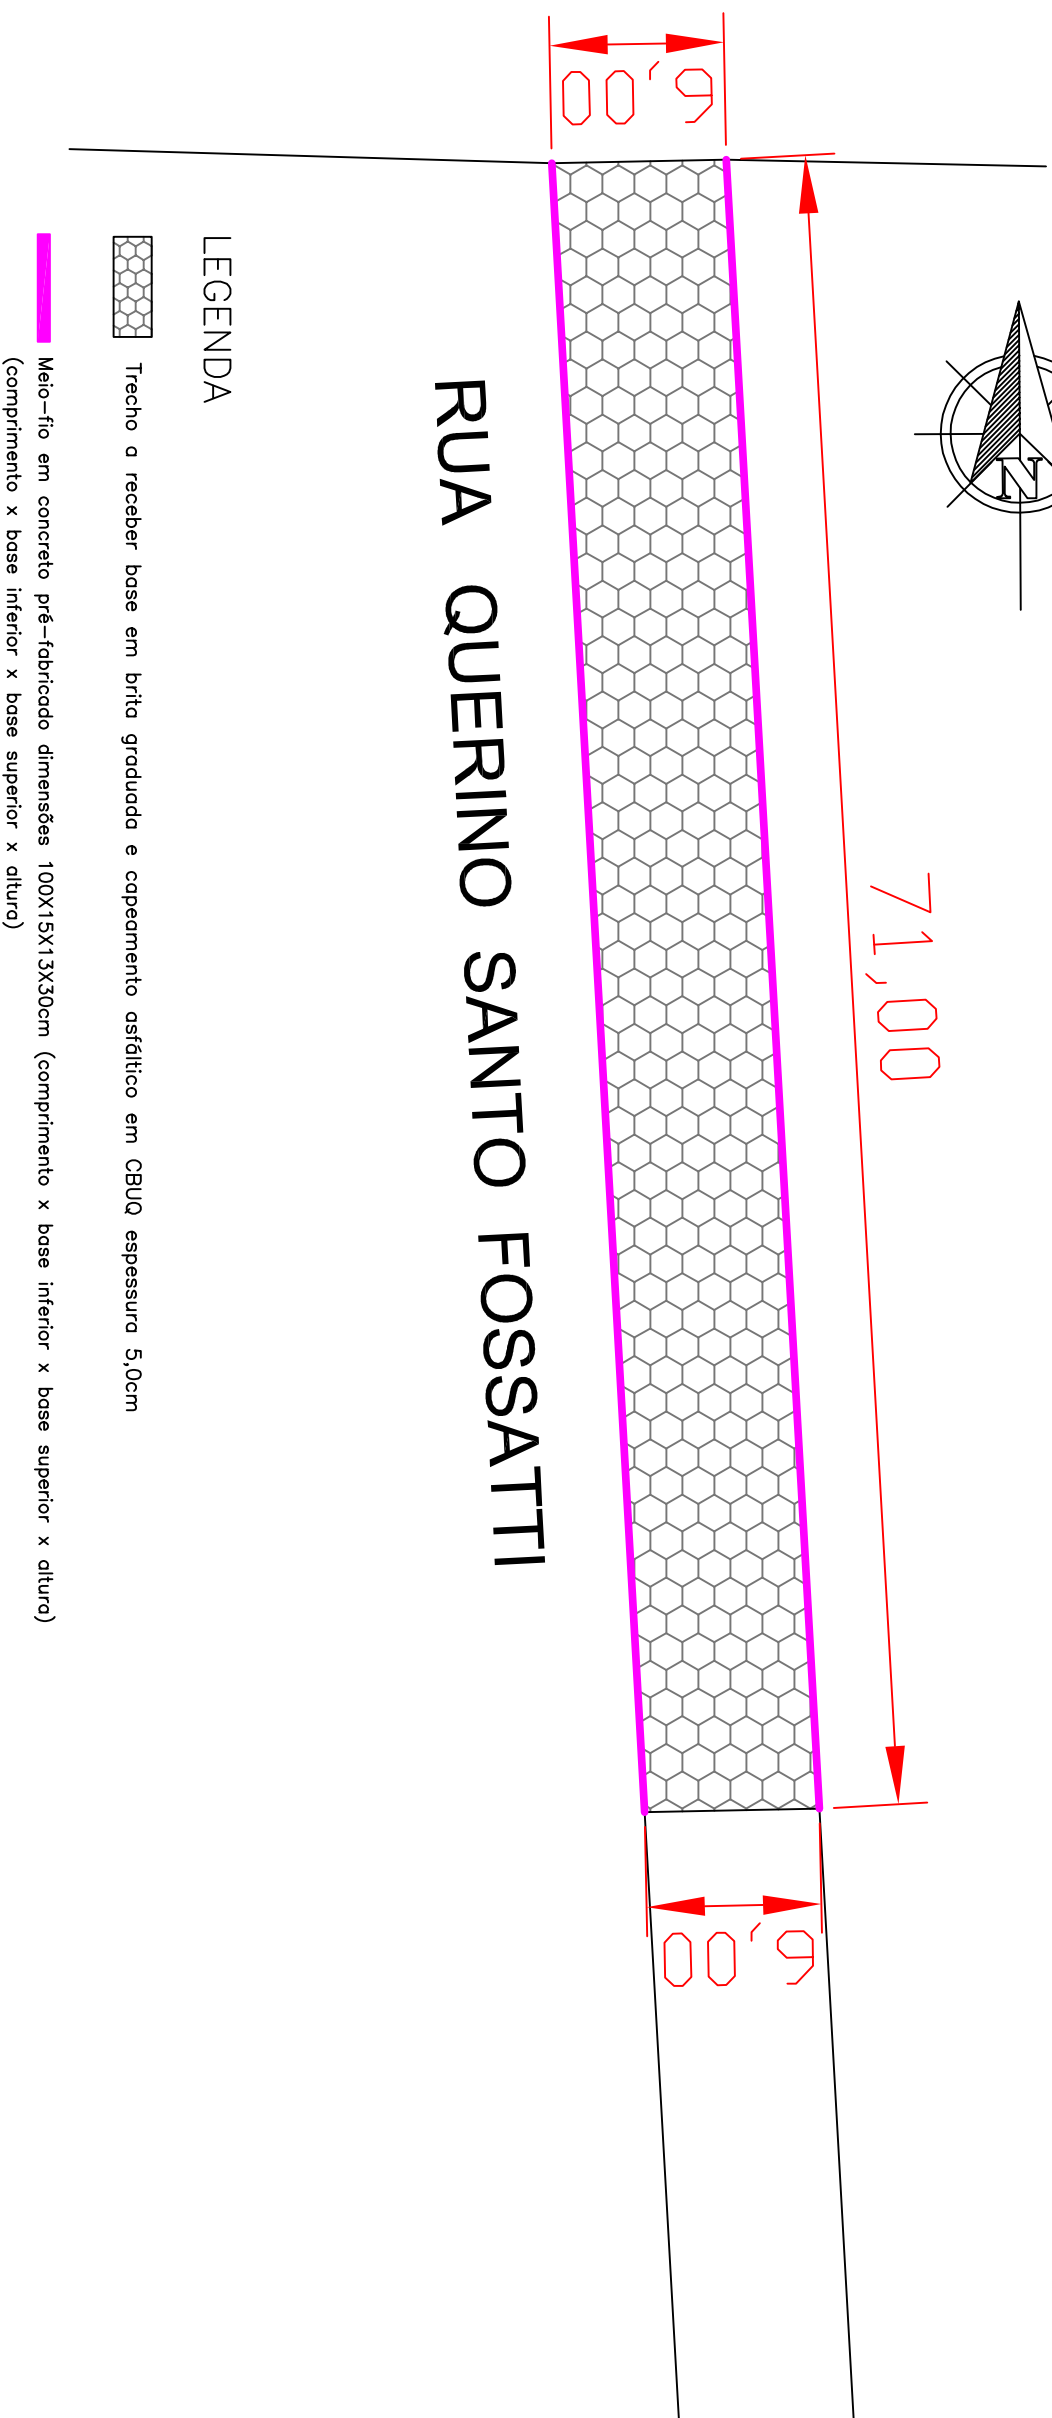 N
71,00
6,00
6,00
RUA QUERINO SANTO FOSSATTI
LEGENDA
Trecho a receber base em brita graduada e capeamento asfáltico em CBUQ espessura 5,0cm
Meio-fio em concreto pré-fabricado dimensões 100X15X13X30cm (comprimento x base inferior x base superior x altura)
(comprimento x base inferior x base superior x altura)